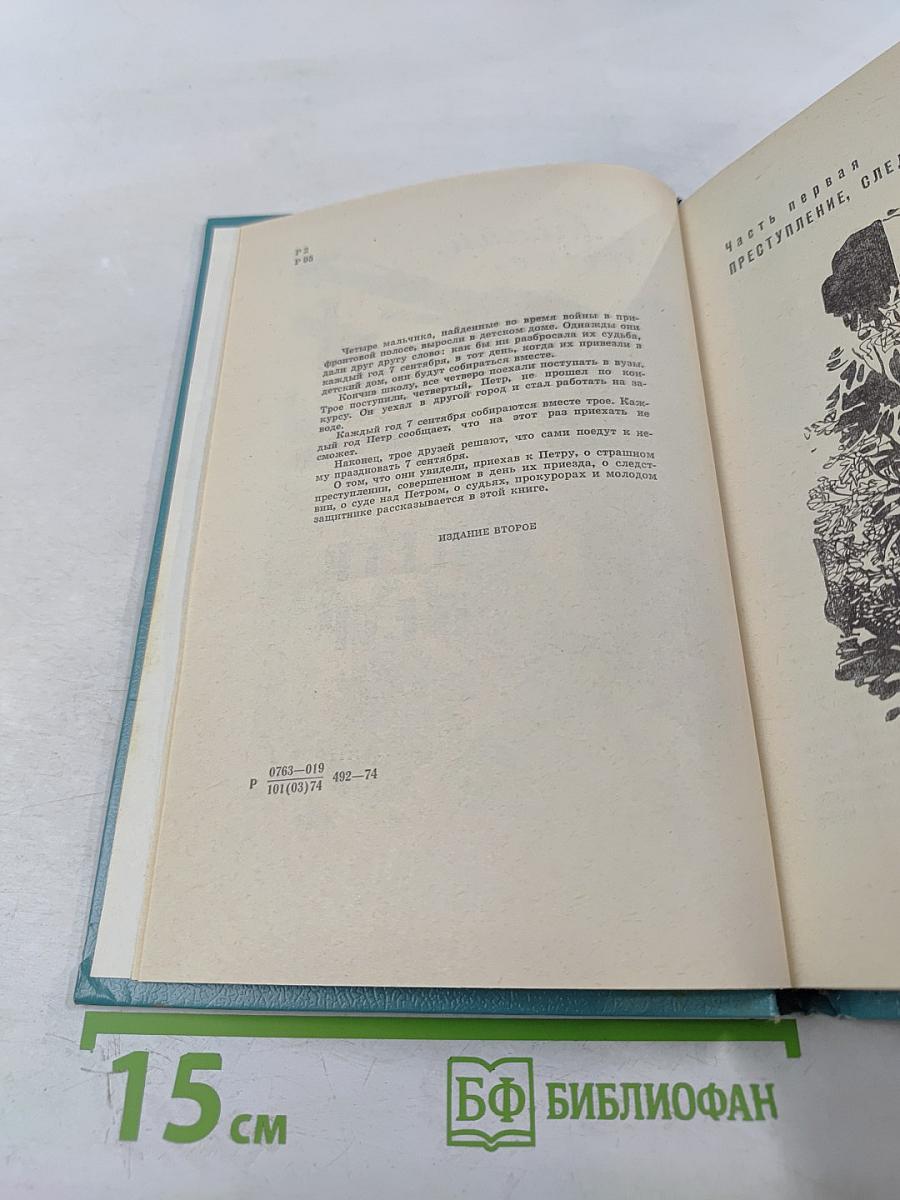 Р 2
Р 95
Четыре мальчика, найденные во время войны в при-
фронтовой полосе, выросли в детском доме. Однажды они
дали друг другу слово: как бы ни разбросала их судьба,
каждый год 7 сентября, в тот день, когда их привезли в
детский дом, они будут собираться вместе.
Кончив школу, все четверо поехали поступать в вузы.
Трое поступили, четвертый, Петр, не прошел по кон-
курсу. Он уехал в другой город и стал работать на за-
воде.
Каждый год 7 сентября собираются вместе трое. Каж-
дый год Петр сообщает, что на этот раз приехать не
сможет.
Наконец, трое друзей решают, что сами поедут к не-
му праздновать 7 сентября.
О том, что они увидели, приехав к Петру, о страшном
преступлении, совершенном в день их приезда, о следст-
вии, о суде над Петром, о судьях, прокурорах и молодом
защитнике рассказывается в этой книге.
ИЗДАНИЕ ВТОРОЕ
Р 0763—019 492—74
101(03)74
Часть первая
ПРЕСТУПЛЕНИЕ, СЛЕД
15 см
БФ БИБЛИОФАН